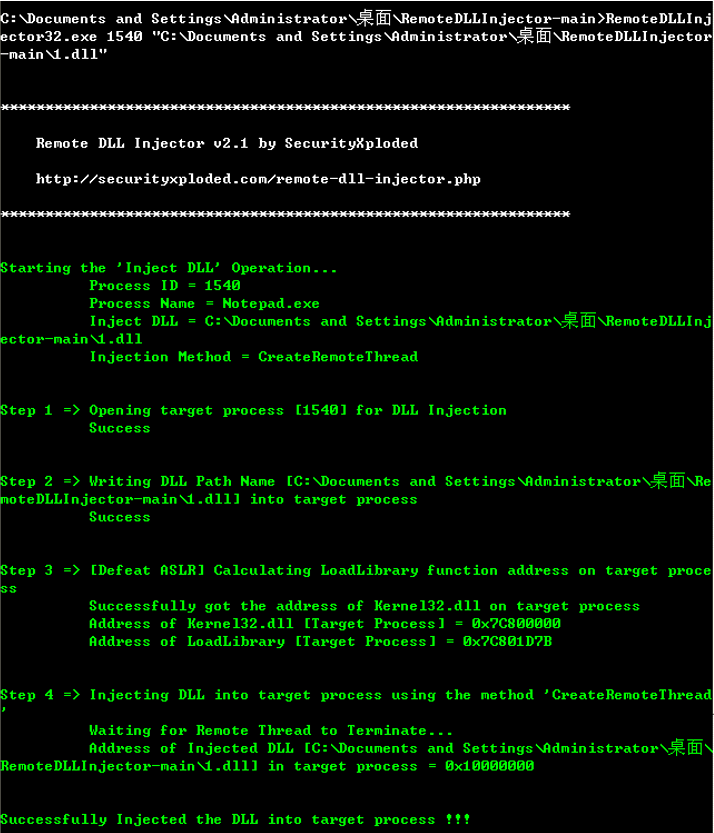 C:\Documents and Settings\Administrator\桌面\RemoteDLLInjector-main>RemoteDLLInj
ector32.exe 1540 "C:\Documents and Settings\Administrator\桌面\RemoteDLLInjector
-main\1.dll"
****************************************************************
Remote DLL Injector v2.1 by SecurityXploded
http://securityxploded.com/remote-dll-injector.php
****************************************************************
Starting the 'Inject DLL' Operation...
Process ID = 1540
Process Name = Notepad.exe
Inject DLL = C:\Documents and Settings\Administrator\桌面\RemoteDLLInj
ector-main\1.dll
Injection Method = CreateRemoteThread
Step 1 => Opening target process [1540] for DLL Injection
Success
Step 2 => Writing DLL Path Name [C:\Documents and Settings\Administrator\桌面\Re
moteDLLInjector-main\1.dll] into target process
Success
Step 3 => [Defeat ASLR] Calculating LoadLibrary function address on target proce
ss
Successfully got the address of Kernel32.dll on target process
Address of Kernel32.dll [Target Process] = 0x7C800000
Address of LoadLibrary [Target Process] = 0x7C801D7B
Step 4 => Injecting DLL into target process using the method 'CreateRemoteThread
'
Waiting for Remote Thread to Terminate...
Address of Injected DLL [C:\Documents and Settings\Administrator\桌面\
RemoteDLLInjector-main\1.dll] in target process = 0x10000000
Successfully Injected the DLL into target process !!!